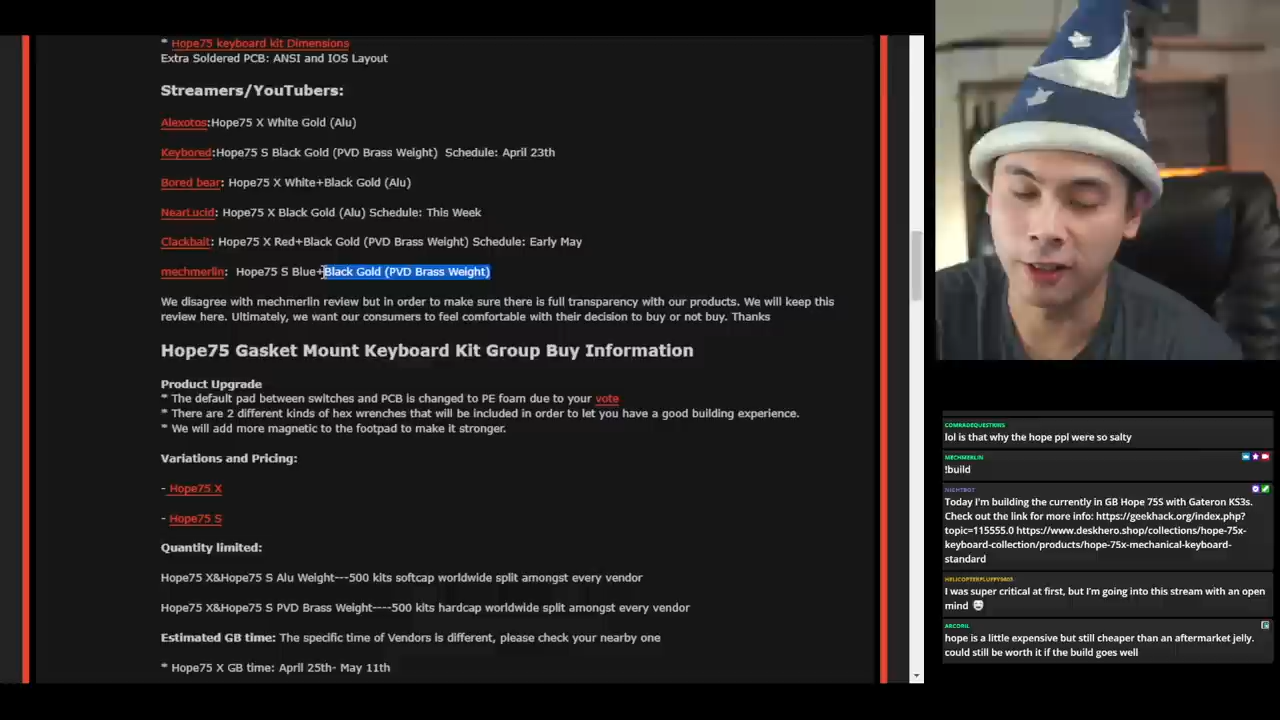 * Hope75 keyboard kit Dimensions
Extra Soldered PCB: ANSI and IOS Layout
Streamers/YouTubers:
Alexotos:Hope75 X White Gold (Alu)
Keybored:Hope75 S Black Gold (PVD Brass Weight)  Schedule: April 23th
Bored bear: Hope75 X White+Black Gold (Alu)
NearLucid: Hope75 X Black Gold (Alu) Schedule: This Week
Clackbait: Hope75 X Red+Black Gold (PVD Brass Weight) Schedule: Early May
mechmerlin:  Hope75 S Blue+Black Gold (PVD Brass Weight)
We disagree with mechmerlin review but in order to make sure there is full transparency with our products. We will keep this
review here. Ultimately, we want our consumers to feel comfortable with their decision to buy or not buy. Thanks
Hope75 Gasket Mount Keyboard Kit Group Buy Information
Product Upgrade
* The default pad between switches and PCB is changed to PE foam due to your vote
* There are 2 different kinds of hex wrenches that will be included in order to let you have a good building experience.
* We will add more magnetic to the footpad to make it stronger.
Variations and Pricing:
- Hope75 X
- Hope75 S
Quantity limited:
Hope75 X&Hope75 S Alu Weight---500 kits softcap worldwide split amongst every vendor
Hope75 X&Hope75 S PVD Brass Weight----500 kits hardcap worldwide split amongst every vendor
Estimated GB time: The specific time of Vendors is different, please check your nearby one
* Hope75 X GB time: April 25th- May 11th
COMRADEQUESTIONS
lol is that why the hope ppl were so salty
MECHMERLIN
!build
NIGHTBOT
Today I'm building the currently in GB Hope 75S with Gateron KS3s.
Check out the link for more info: https://geekhack.org/index.php?
topic=115555.0 https://www.deskhero.shop/collections/hope-75x-
keyboard-collection/products/hope-75x-mechanical-keyboard-
standard
I was super critical at first, but I'm going into this stream with an open
mind
ARCORIL
hope is a little expensive but still cheaper than an aftermarket jelly.
could still be worth it if the build goes well